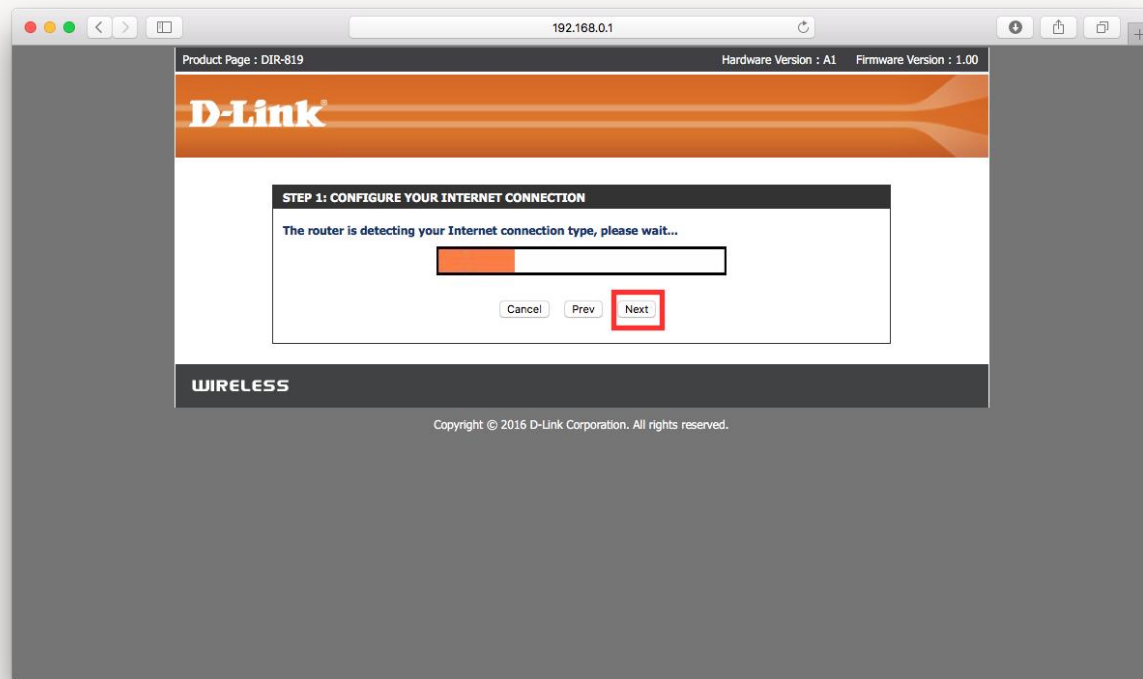 192.168.0.1
Product Page : DIR-819 Hardware Version : A1 Firmware Version : 1.00
D-Link
STEP 1: CONFIGURE YOUR INTERNET CONNECTION
The router is detecting your Internet connection type, please wait...
Cancel Prev Next
WIRELESS
Copyright © 2016 D-Link Corporation. All rights reserved.